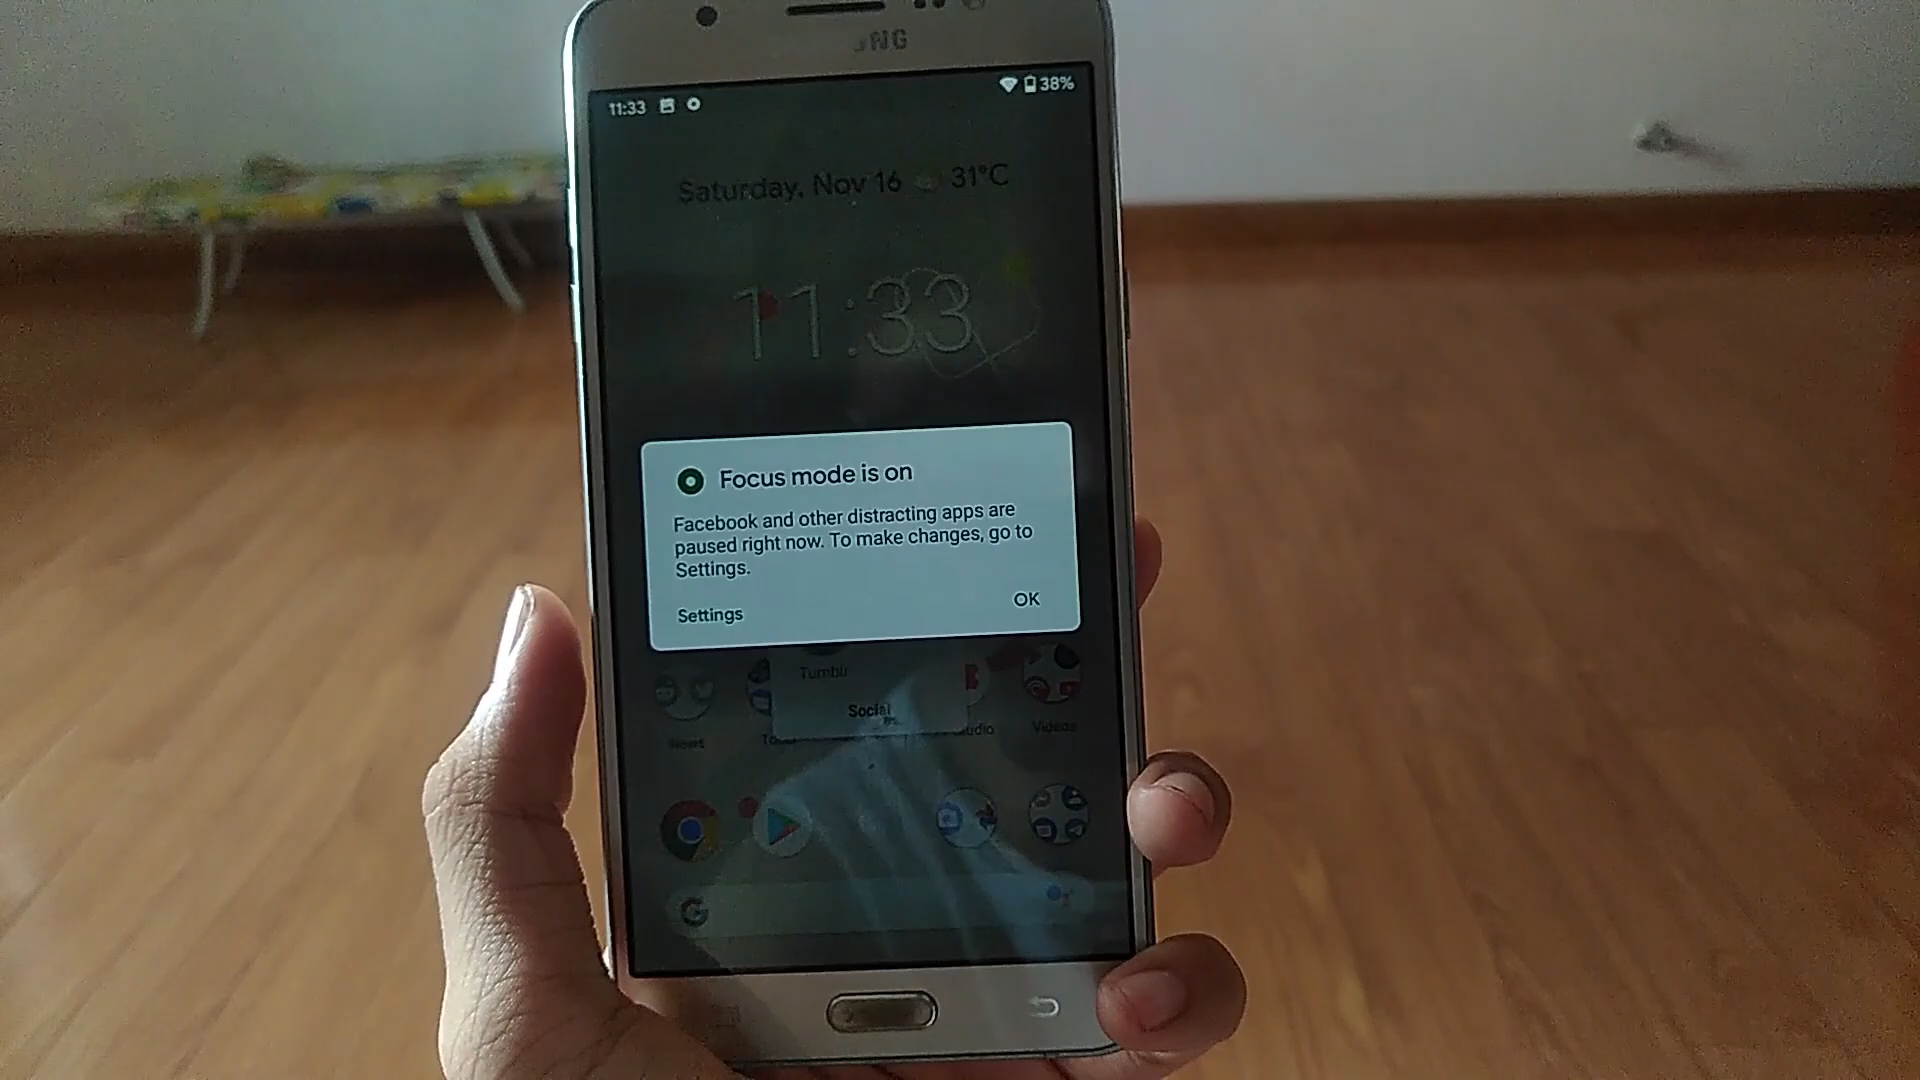 11:33
38%
Saturday, Nov 16 31°C
11:33
Focus mode is on
Facebook and other distracting apps are
paused right now. To make changes, go to
Settings.
Settings
OK
Tumblr
Social
Videos